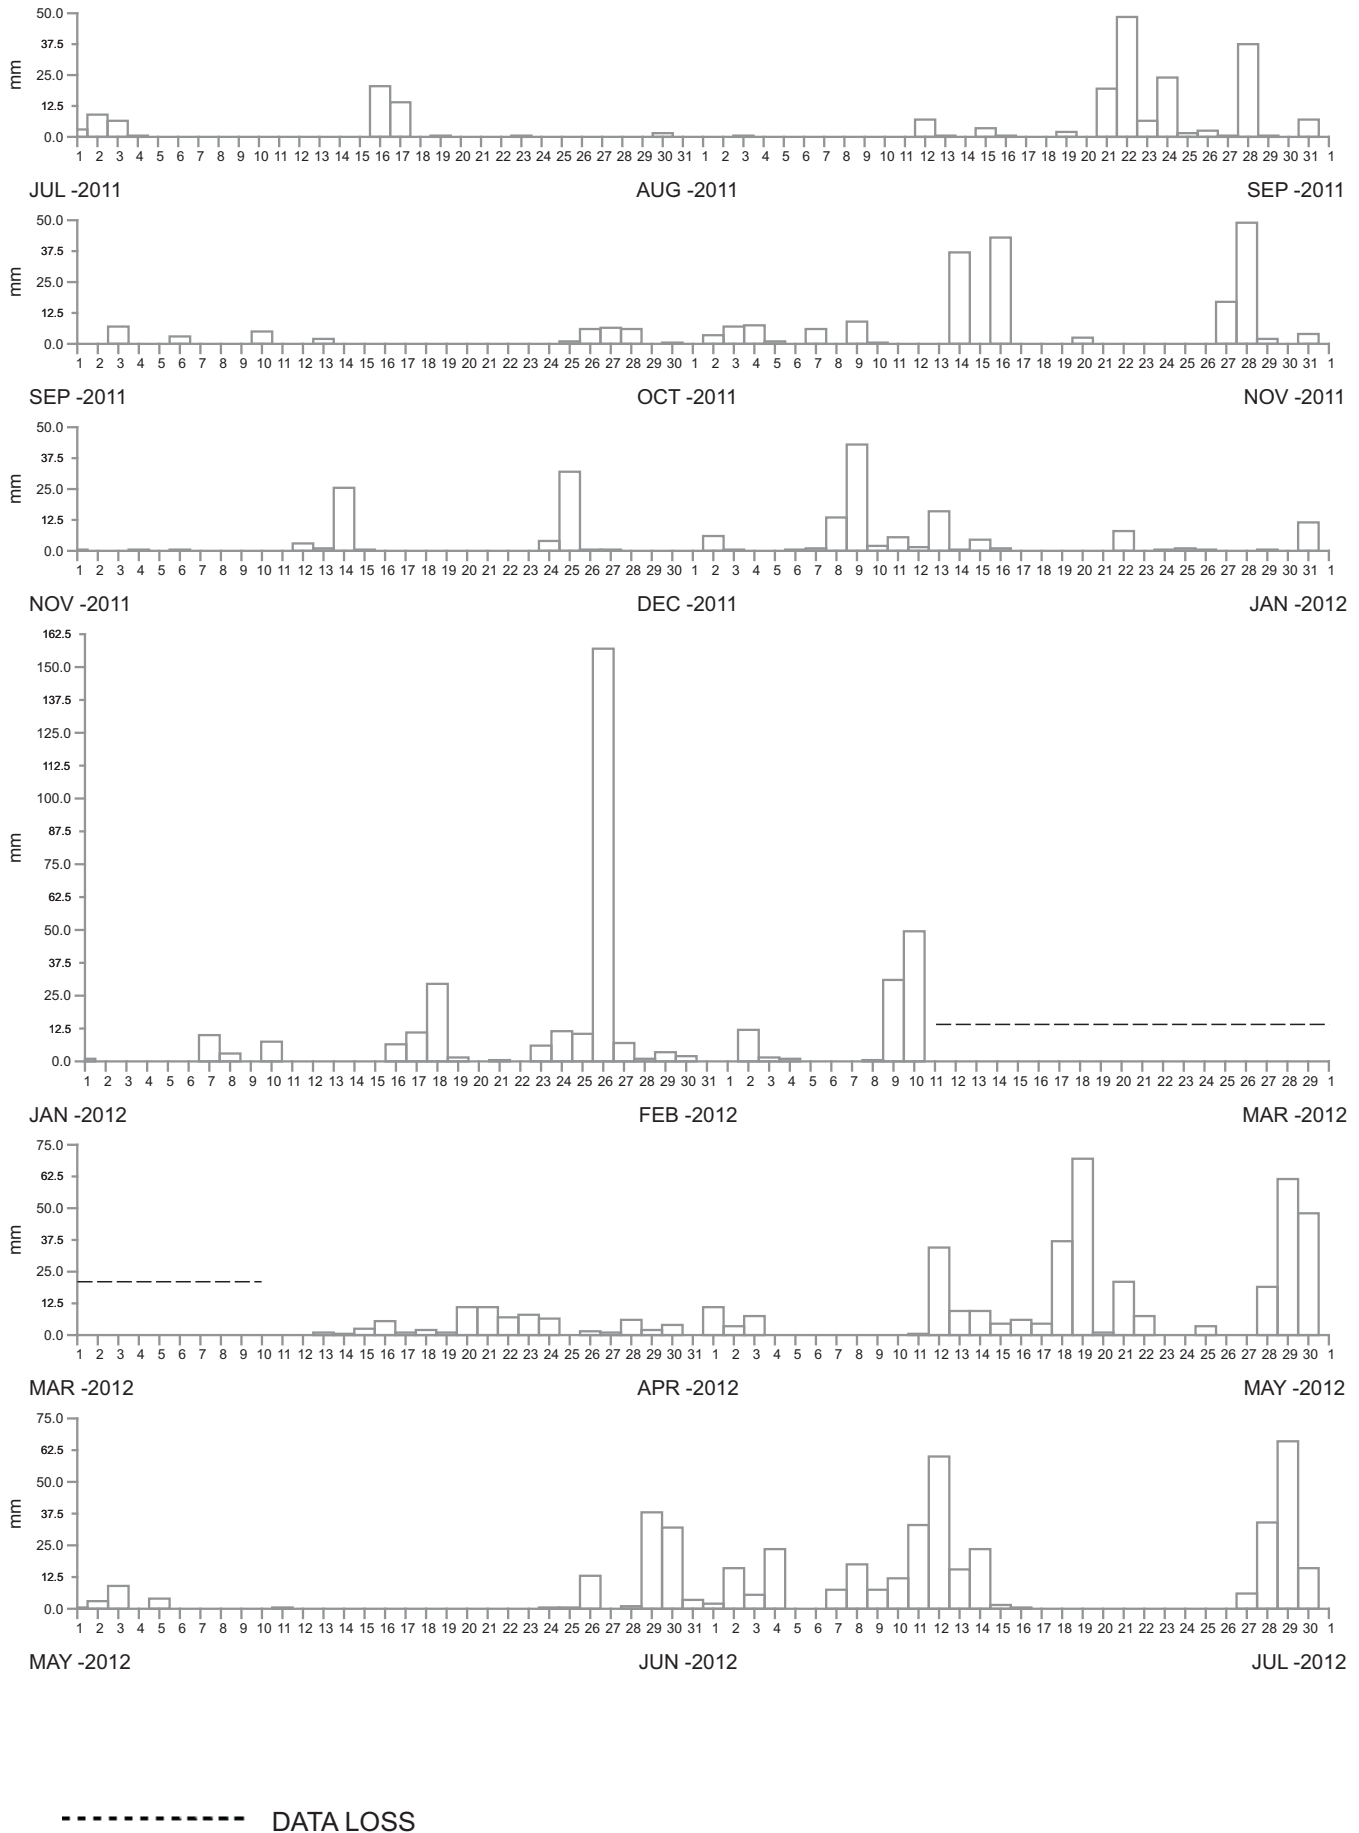 50.0
37.5
25.0
12.5
0.0
mm
1 2 3 4 5 6 7 8 9 10 11 12 13 14 15 16 17 18 19 20 21 22 23 24 25 26 27 28 29 30 31 1 2 3 4 5 6 7 8 9 10 11 12 13 14 15 16 17 18 19 20 21 22 23 24 25 26 27 28 29 30 31 1
JUL -2011 AUG -2011 SEP -2011
50.0
37.5
25.0
12.5
0.0
mm
1 2 3 4 5 6 7 8 9 10 11 12 13 14 15 16 17 18 19 20 21 22 23 24 25 26 27 28 29 30 1 2 3 4 5 6 7 8 9 10 11 12 13 14 15 16 17 18 19 20 21 22 23 24 25 26 27 28 29 30 31 1
SEP -2011 OCT -2011 NOV -2011
50.0
37.5
25.0
12.5
0.0
mm
1 2 3 4 5 6 7 8 9 10 11 12 13 14 15 16 17 18 19 20 21 22 23 24 25 26 27 28 29 30 1 2 3 4 5 6 7 8 9 10 11 12 13 14 15 16 17 18 19 20 21 22 23 24 25 26 27 28 29 30 31 1
NOV -2011 DEC -2011 JAN -2012
162.5
150.0
137.5
125.0
112.5
100.0
87.5
75.0
62.5
50.0
37.5
25.0
12.5
0.0
mm
1 2 3 4 5 6 7 8 9 10 11 12 13 14 15 16 17 18 19 20 21 22 23 24 25 26 27 28 29 30 31 1 2 3 4 5 6 7 8 9 10 11 12 13 14 15 16 17 18 19 20 21 22 23 24 25 26 27 28 29 1
JAN -2012 FEB -2012 MAR -2012
75.0
62.5
50.0
37.5
25.0
12.5
0.0
mm
1 2 3 4 5 6 7 8 9 10 11 12 13 14 15 16 17 18 19 20 21 22 23 24 25 26 27 28 29 30 31 1 2 3 4 5 6 7 8 9 10 11 12 13 14 15 16 17 18 19 20 21 22 23 24 25 26 27 28 29 30 1
MAR -2012 APR -2012 MAY -2012
75.0
62.5
50.0
37.5
25.0
12.5
0.0
mm
1 2 3 4 5 6 7 8 9 10 11 12 13 14 15 16 17 18 19 20 21 22 23 24 25 26 27 28 29 30 31 1 2 3 4 5 6 7 8 9 10 11 12 13 14 15 16 17 18 19 20 21 22 23 24 25 26 27 28 29 30 1
MAY -2012 JUN -2012 JUL -2012
DATA LOSS